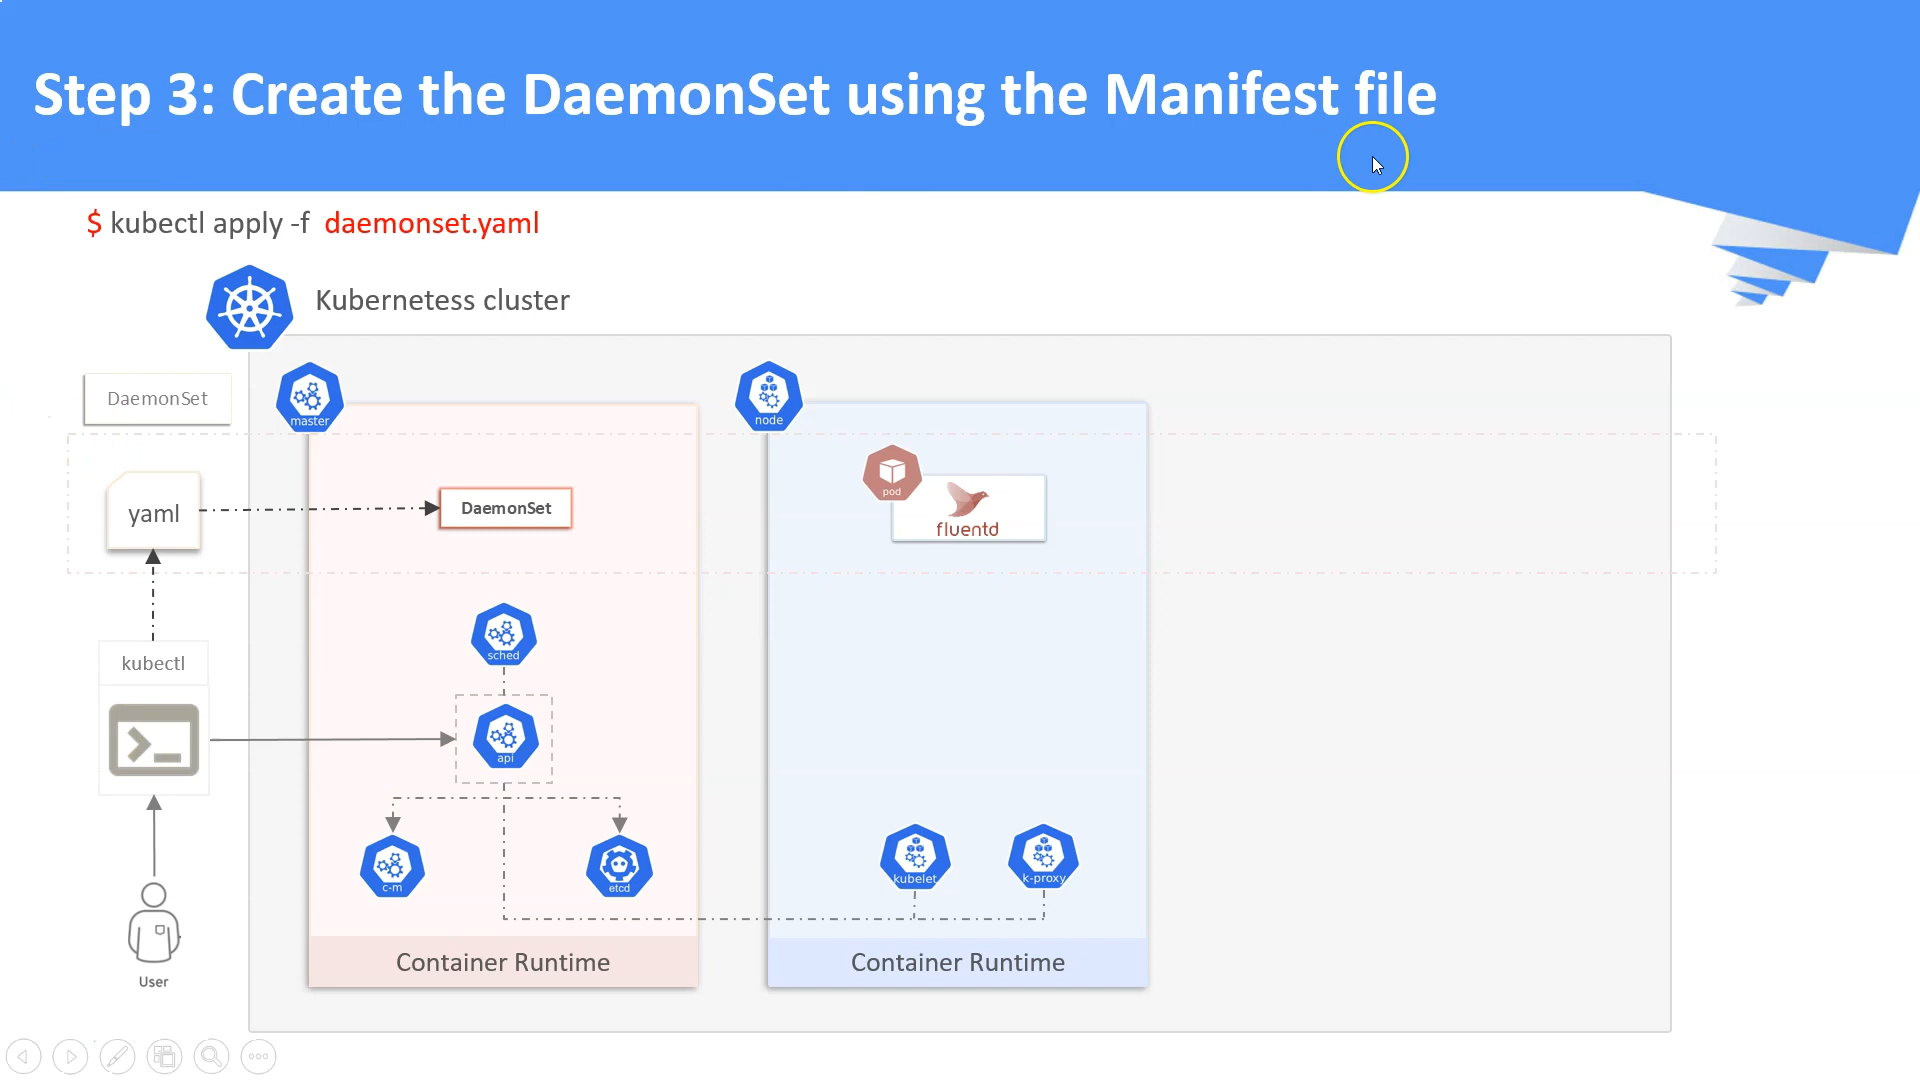 Step 3: Create the DaemonSet using the Manifest file
$ kubectl apply -f daemonset.yaml
Kubernetess cluster
DaemonSet
master
node
pod
yaml
DaemonSet
fluentd
sched
kubectl
api
c-m
etcd
kubelet
k-proxy
Container Runtime
Container Runtime
User